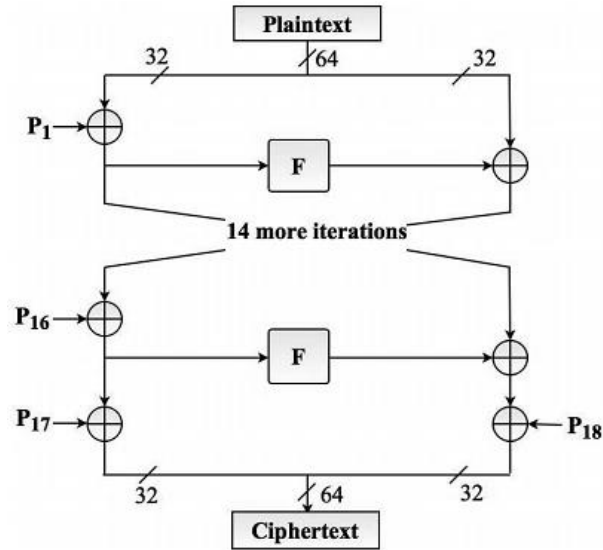 Plaintext
32 64 32
P1
F
14 more iterations
P16
F
P17 P18
32 64 32
Ciphertext